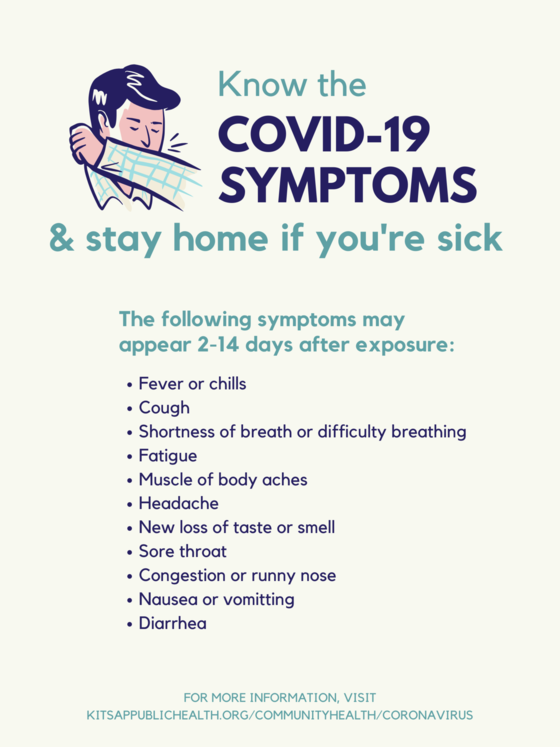 Know the
COVID-19
SYMPTOMS
& stay home if you're sick
The following symptoms may
appear 2-14 days after exposure:
• Fever or chills
• Cough
• Shortness of breath or difficulty breathing
• Fatigue
• Muscle of body aches
• Headache
• New loss of taste or smell
• Sore throat
• Congestion or runny nose
• Nausea or vomitting
• Diarrhea
FOR MORE INFORMATION, VISIT
KITSAPPUBLICHEALTH.ORG/COMMUNITYHEALTH/CORONAVIRUS